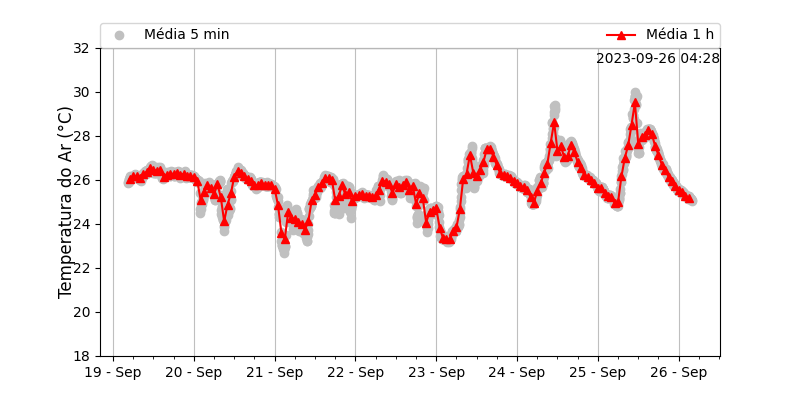 Média 5 min
Média 1 h
2023-09-26 04:28
Temperatura do Ar (°C)
32
30
28
26
24
22
20
18
19 - Sep
20 - Sep
21 - Sep
22 - Sep
23 - Sep
24 - Sep
25 - Sep
26 - Sep